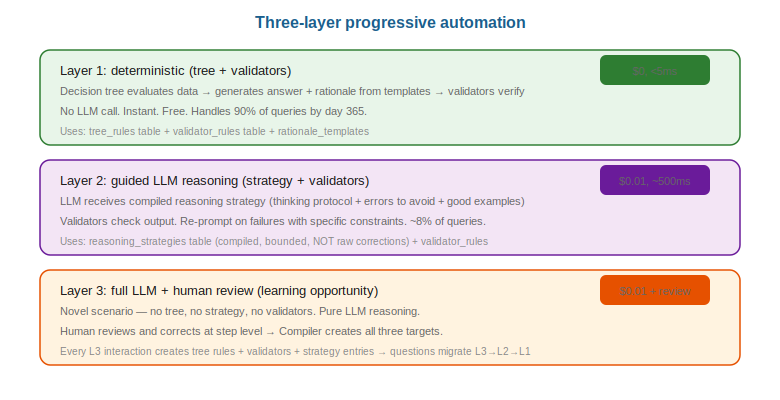 Three-layer progressive automation
Layer 1: deterministic (tree + validators)
$0, <5ms
Decision tree evaluates data → generates answer + rationale from templates → validators verify
No LLM call. Instant. Free. Handles 90% of queries by day 365.
Uses: tree_rules table + validator_rules table + rationale_templates
Layer 2: guided LLM reasoning (strategy + validators)
$0.01, ~500ms
LLM receives compiled reasoning strategy (thinking protocol + errors to avoid + good examples)
Validators check output. Re-prompt on failures with specific constraints. ~8% of queries.
Uses: reasoning_strategies table (compiled, bounded, NOT raw corrections) + validator_rules
Layer 3: full LLM + human review (learning opportunity)
$0.01 + review
Novel scenario — no tree, no strategy, no validators. Pure LLM reasoning.
Human reviews and corrects at step level → Compiler creates all three targets.
Every L3 interaction creates tree rules + validators + strategy entries → questions migrate L3→L2→L1